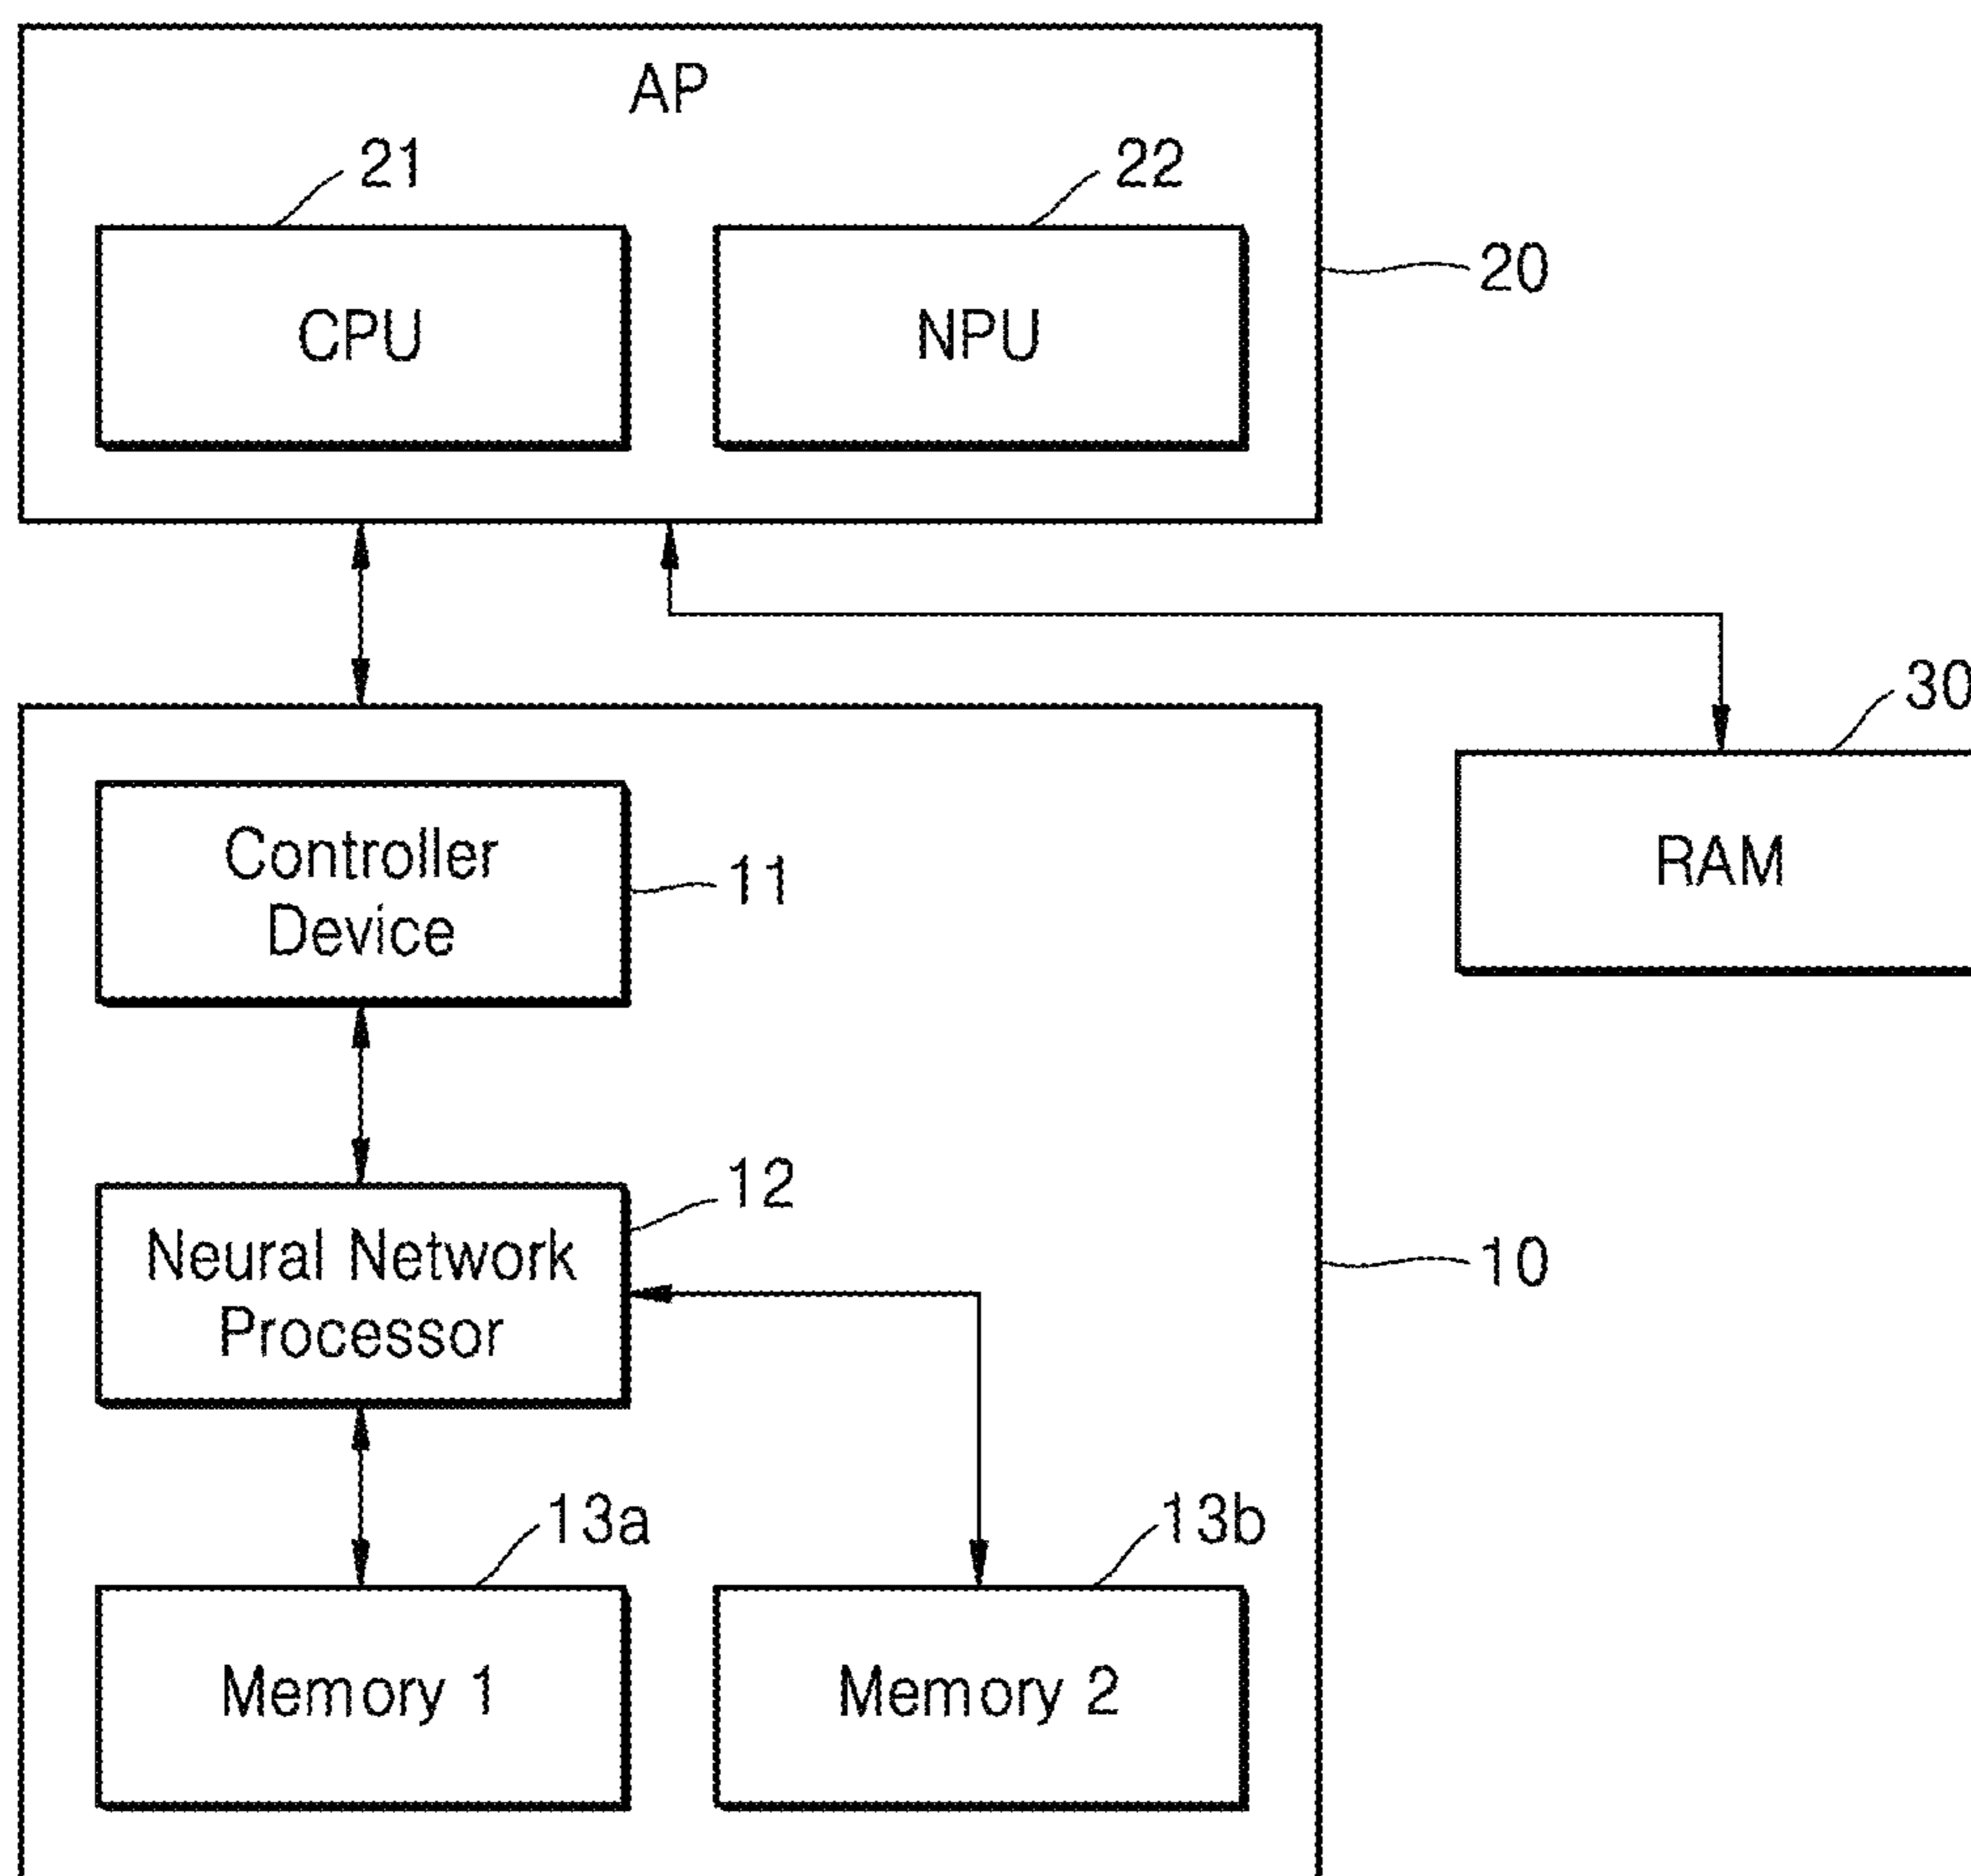 AP
21
22
CPU
NPU
20
30
Controller
Device
11
RAM
12
Neural Network
Processor
10
13a
13b
Memory 1
Memory 2